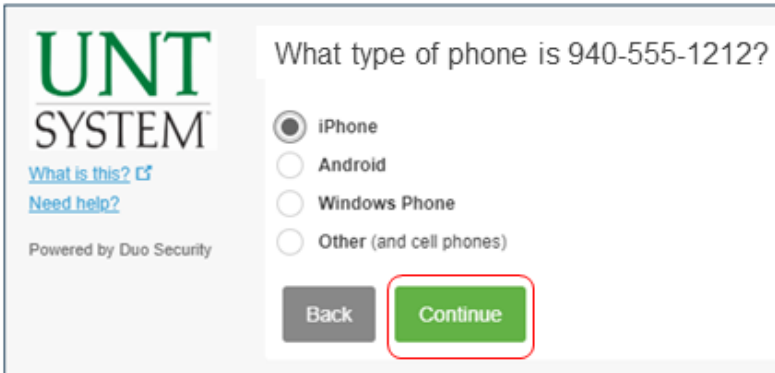 UNT
SYSTEM
What is this?
Need help?
Powered by Duo Security
What type of phone is 940-555-1212?
iPhone
Android
Windows Phone
Other (and cell phones)
Back
Continue